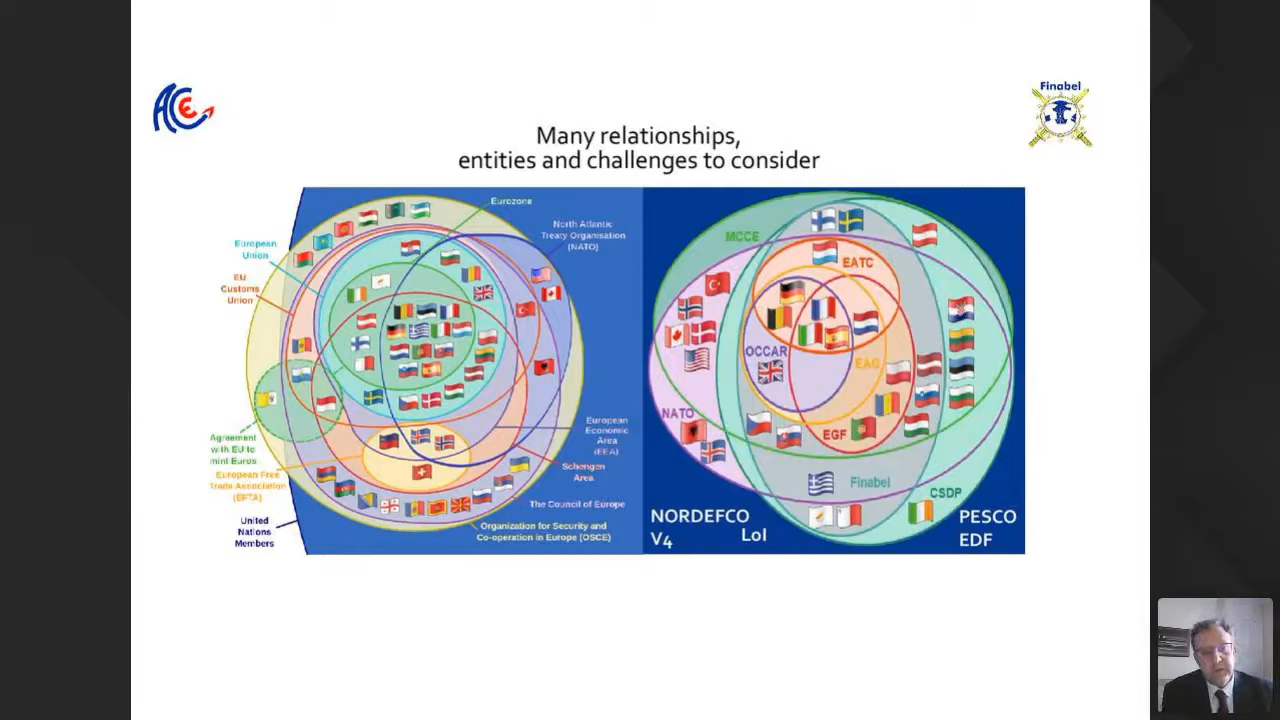 ACE
Finabel
Many relationships,
entities and challenges to consider
Eurozone
North Atlantic
Treaty Organisation
(NATO)
European
Union
EU
Customs
Union
Agreement
with EU to
mint Euros
European Free
Trade Association
(EFTA)
United
Nations
Members
European
Economic
Area
(EEA)
Schengen
Area
The Council of Europe
Organization for Security and
Co-operation in Europe (OSCE)
MCCE
EATC
OCCAR
EAG
NATO
EGF
Finabel
CSDP
NORDEFCO
V4
LoI
PESCO
EDF